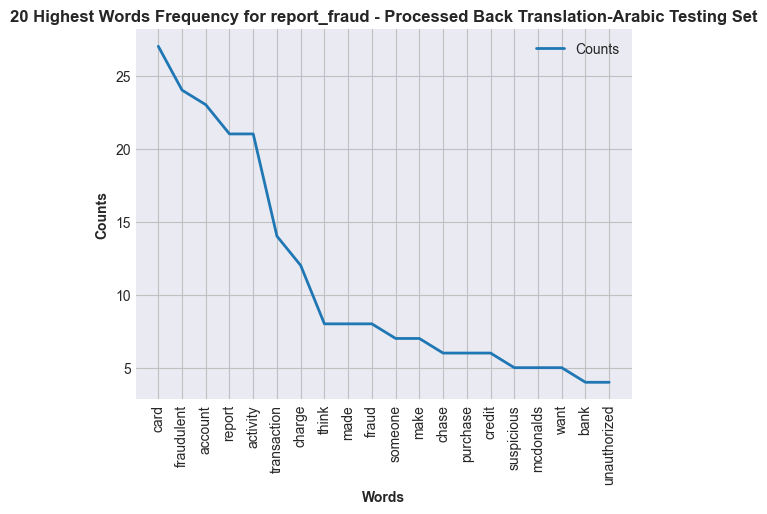 20 Highest Words Frequency for report_fraud - Processed Back Translation-Arabic Testing Set
Counts
25
20
15
10
5
Counts
card
fraudulent
account
report
activity
transaction
charge
think
made
fraud
someone
make
chase
purchase
credit
suspicious
mcdonalds
want
bank
unauthorized
Words